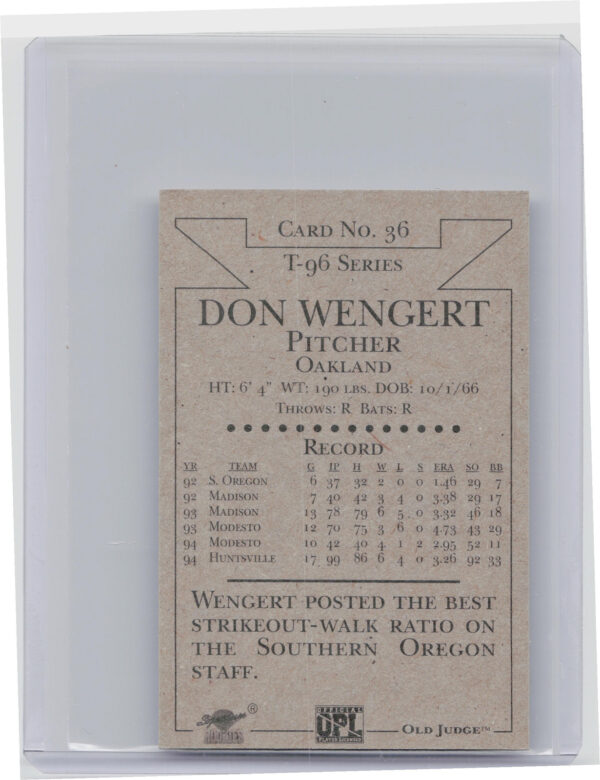 CARD NO. 36
T-96 SERIES
DON WENGERT
PITCHER
OAKLAND
HT: 6' 4" WT: 190 LBS. DOB: 10/1/66
THROWS: R BATS: R
RECORD
YR TEAM G IP H W L S ERA SO BB
92 S. OREGON 6 37 32 2 0 0 1.46 29 7
92 MADISON 7 40 42 3 4 0 3.38 29 17
93 MADISON 13 78 79 6 5 0 3.32 46 18
93 MODESTO 12 70 75 3 6 0 4.73 43 29
94 MODESTO 10 42 40 4 1 2 2.95 52 11
94 HUNTSVILLE 17 99 86 6 4 0 3.26 92 33
WENGERT POSTED THE BEST
STRIKEOUT-WALK RATIO ON
THE SOUTHERN OREGON
STAFF.
Signature ®
OFFICIAL
OPL
PLAYER LICENSEE
OLD JUDGE™